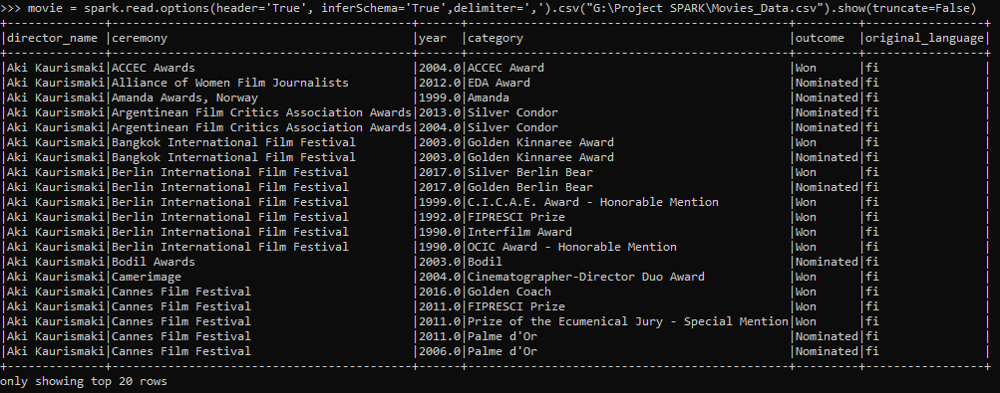 >>> movie = spark.read.options(header='True', inferSchema='True',delimiter=',').csv("G:\Project SPARK\Movies_Data.csv").show(truncate=False)
+-------------+-------------------------------------------+------+------------------------------------------+---------+-----------------+
|director_name|ceremony                                   |year  |category                                  |outcome  |original_language|
+-------------+-------------------------------------------+------+------------------------------------------+---------+-----------------+
|Aki Kaurismaki|ACCEC Awards                               |2004.0|ACCEC Award                               |Won      |fi               |
|Aki Kaurismaki|Alliance of Women Film Journalists         |2012.0|EDA Award                                 |Nominated|fi               |
|Aki Kaurismaki|Amanda Awards, Norway                      |1999.0|Amanda                                    |Nominated|fi               |
|Aki Kaurismaki|Argentinean Film Critics Association Awards|2013.0|Silver Condor                             |Nominated|fi               |
|Aki Kaurismaki|Argentinean Film Critics Association Awards|2004.0|Silver Condor                             |Nominated|fi               |
|Aki Kaurismaki|Bangkok International Film Festival        |2003.0|Golden Kinnaree Award                     |Won      |fi               |
|Aki Kaurismaki|Bangkok International Film Festival        |2003.0|Golden Kinnaree Award                     |Nominated|fi               |
|Aki Kaurismaki|Berlin International Film Festival         |2017.0|Silver Berlin Bear                        |Won      |fi               |
|Aki Kaurismaki|Berlin International Film Festival         |2017.0|Golden Berlin Bear                        |Nominated|fi               |
|Aki Kaurismaki|Berlin International Film Festival         |1999.0|C.I.C.A.E. Award - Honorable Mention      |Won      |fi               |
|Aki Kaurismaki|Berlin International Film Festival         |1992.0|FIPRESCI Prize                            |Won      |fi               |
|Aki Kaurismaki|Berlin International Film Festival         |1990.0|Interfilm Award                           |Won      |fi               |
|Aki Kaurismaki|Berlin International Film Festival         |1990.0|OCIC Award - Honorable Mention            |Won      |fi               |
|Aki Kaurismaki|Bodil Awards                               |2003.0|Bodil                                     |Nominated|fi               |
|Aki Kaurismaki|Camerimage                                 |2004.0|Cinematographer-Director Duo Award        |Won      |fi               |
|Aki Kaurismaki|Cannes Film Festival                       |2016.0|Golden Coach                              |Won      |fi               |
|Aki Kaurismaki|Cannes Film Festival                       |2011.0|FIPRESCI Prize                            |Won      |fi               |
|Aki Kaurismaki|Cannes Film Festival                       |2011.0|Prize of the Ecumenical Jury - Special Mention|Won      |fi               |
|Aki Kaurismaki|Cannes Film Festival                       |2011.0|Palme d'Or                                |Nominated|fi               |
|Aki Kaurismaki|Cannes Film Festival                       |2006.0|Palme d'Or                                |Nominated|fi               |
+-------------+-------------------------------------------+------+------------------------------------------+---------+-----------------+
only showing top 20 rows